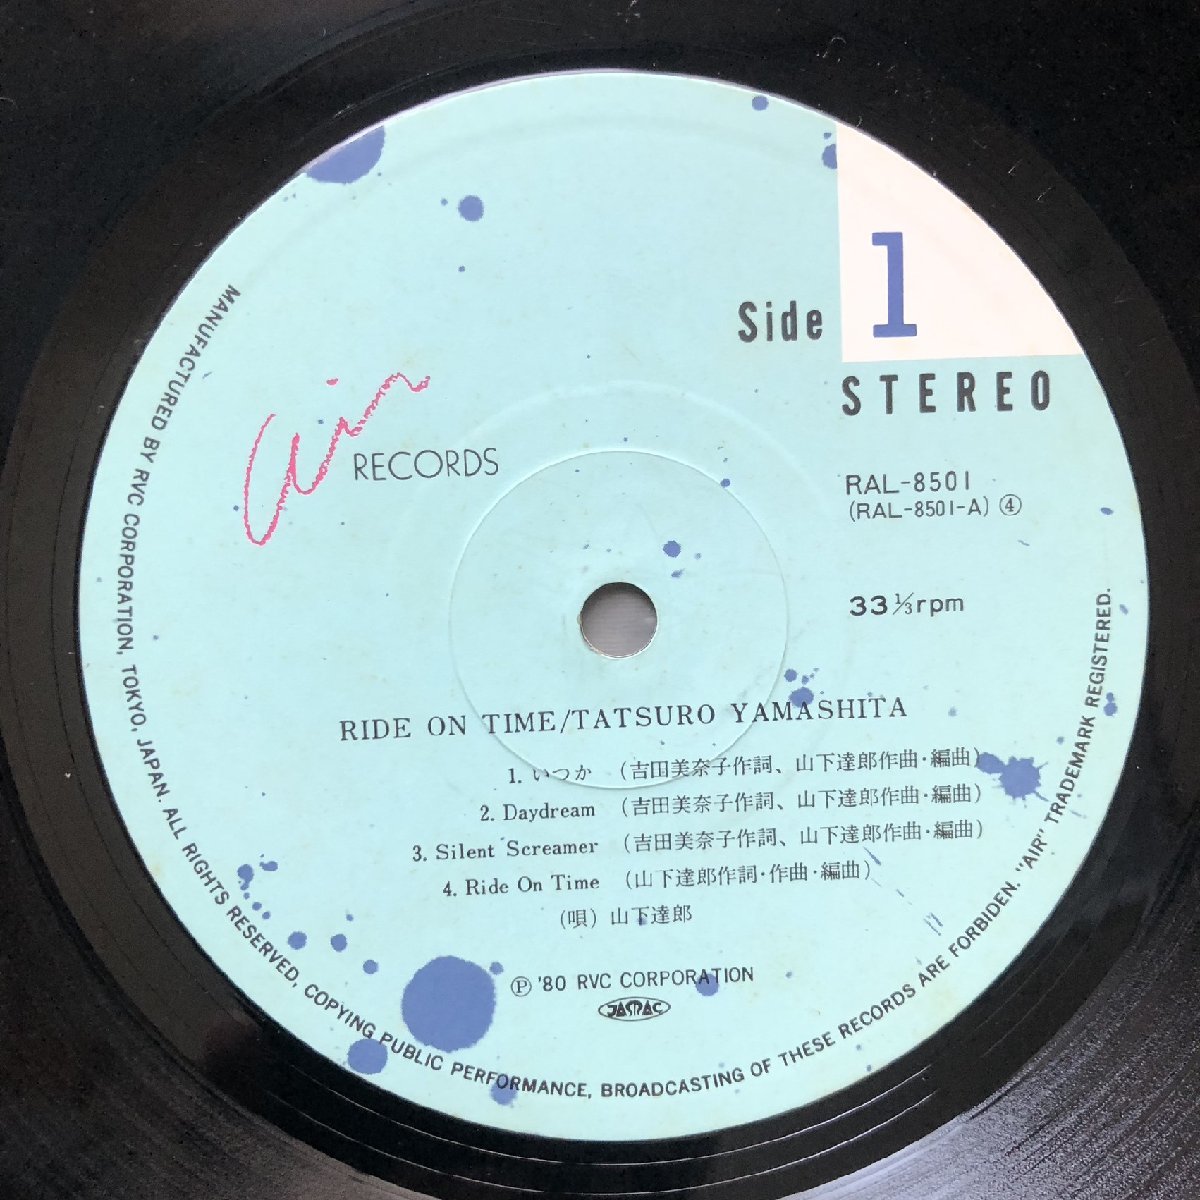 Side 1
STEREO
Air
RECORDS
RAL-8501
(RAL-8501-A) ④
33⅓rpm
RIDE ON TIME/TATSURO YAMASHITA
1. いつか (吉田美奈子作詞、山下達郎作曲・編曲)
2. Daydream (吉田美奈子作詞、山下達郎作曲・編曲)
3. Silent Screamer (吉田美奈子作詞、山下達郎作曲・編曲)
4. Ride On Time (山下達郎作詞・作曲・編曲)
(唄) 山下達郎
Ⓟ '80 RVC CORPORATION
JASRAC
MANUFACTURED BY RVC CORPORATION, TOKYO, JAPAN. ALL RIGHTS RESERVED, COPYING PUBLIC PERFORMANCE, BROADCASTING OF THESE RECORDS ARE FORBIDEN. "AIR" TRADEMARK REGISTERED.